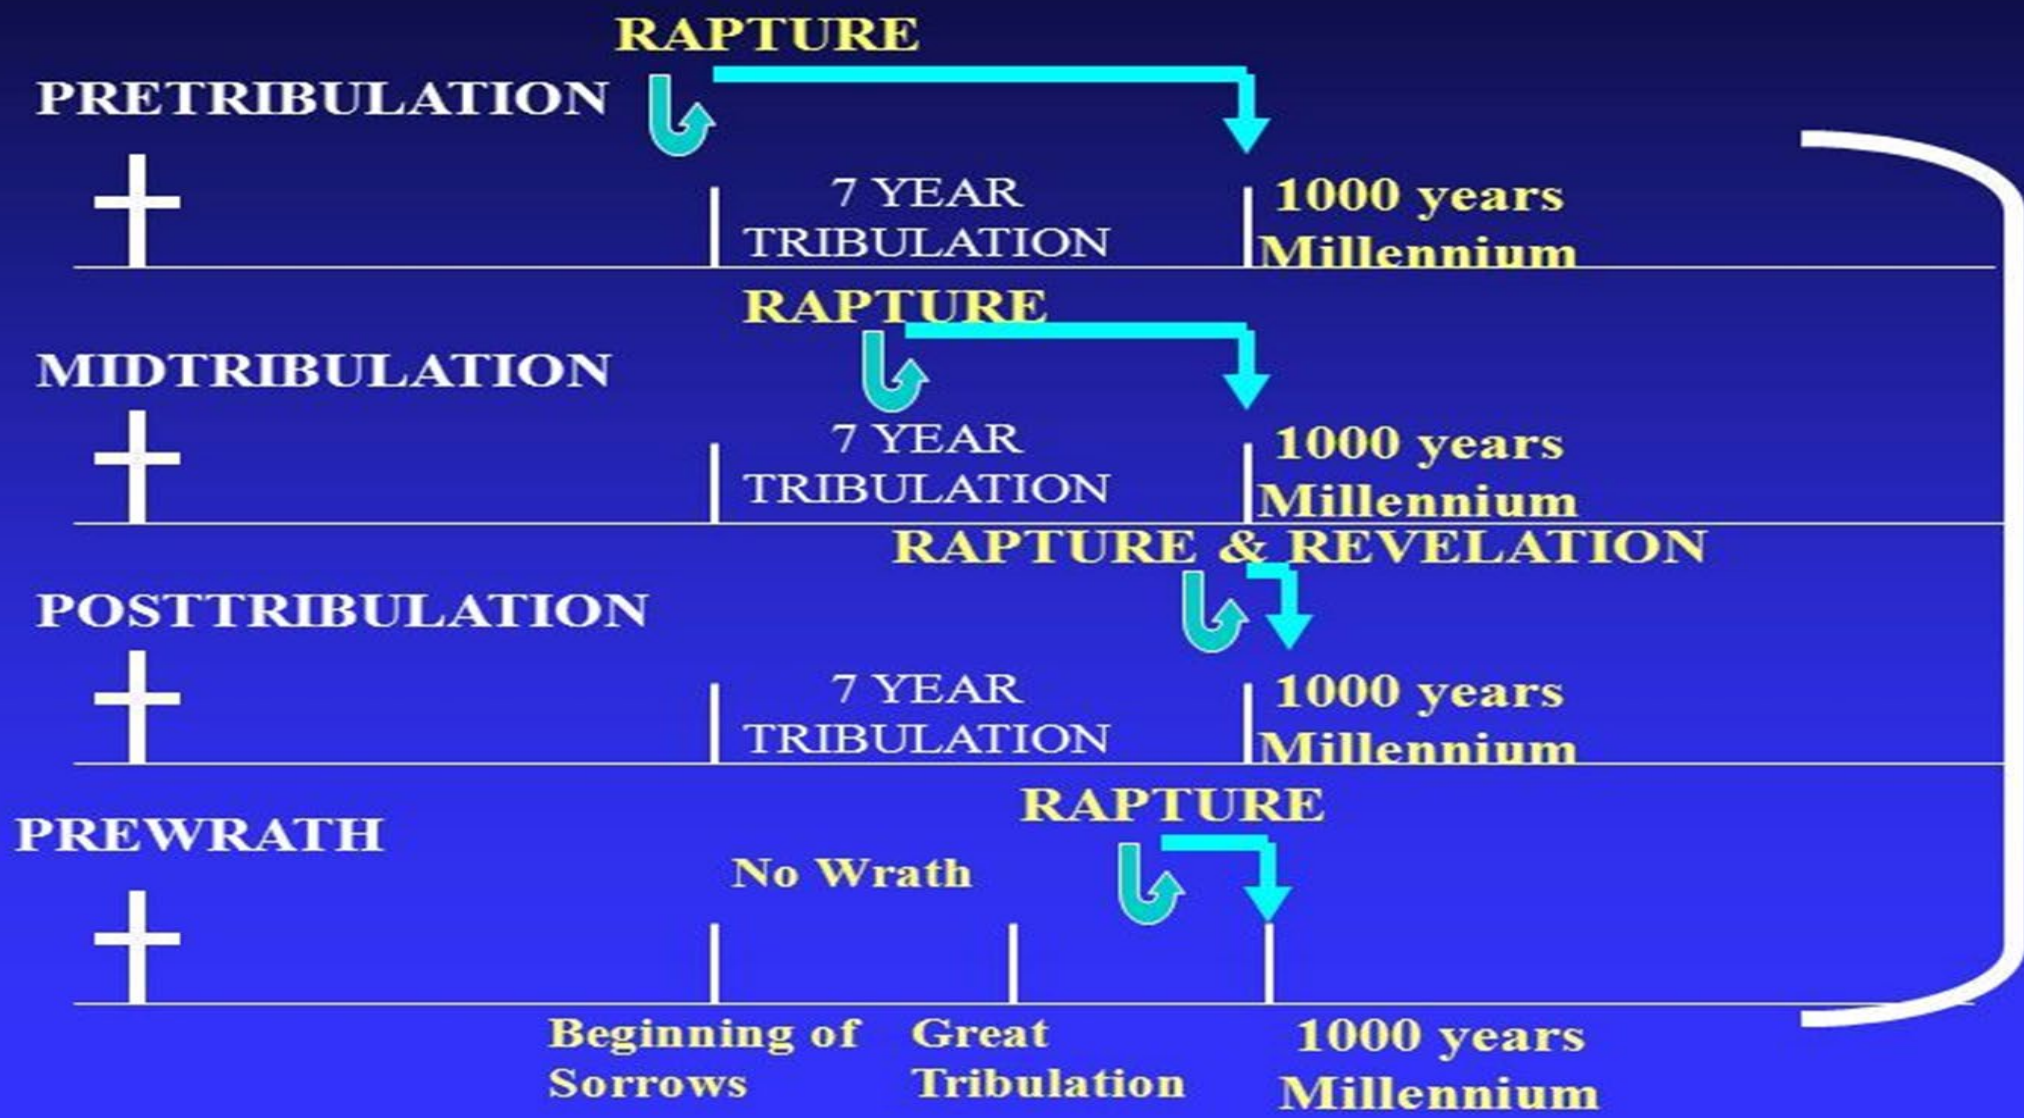 RAPTURE
PRETRIBULATION
7 YEAR
TRIBULATION
1000 years
Millennium
RAPTURE
MIDTRIBULATION
7 YEAR
TRIBULATION
1000 years
Millennium
RAPTURE & REVELATION
POSTTRIBULATION
7 YEAR
TRIBULATION
1000 years
Millennium
RAPTURE
PREWRATH
No Wrath
Beginning of
Sorrows
Great
Tribulation
1000 years
Millennium